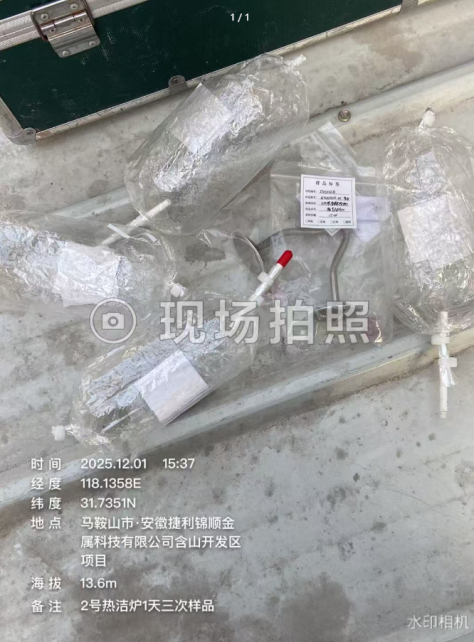 1/1
样品标签
现场拍照
时间 2025.12.01 15:37
经度 118.1358E
纬度 31.7351N
地点 马鞍山市·安徽捷利锦顺金
属科技有限公司含山开发区
项目
海拔 13.6m
备注 2号热洁炉1天三次样品
水印相机